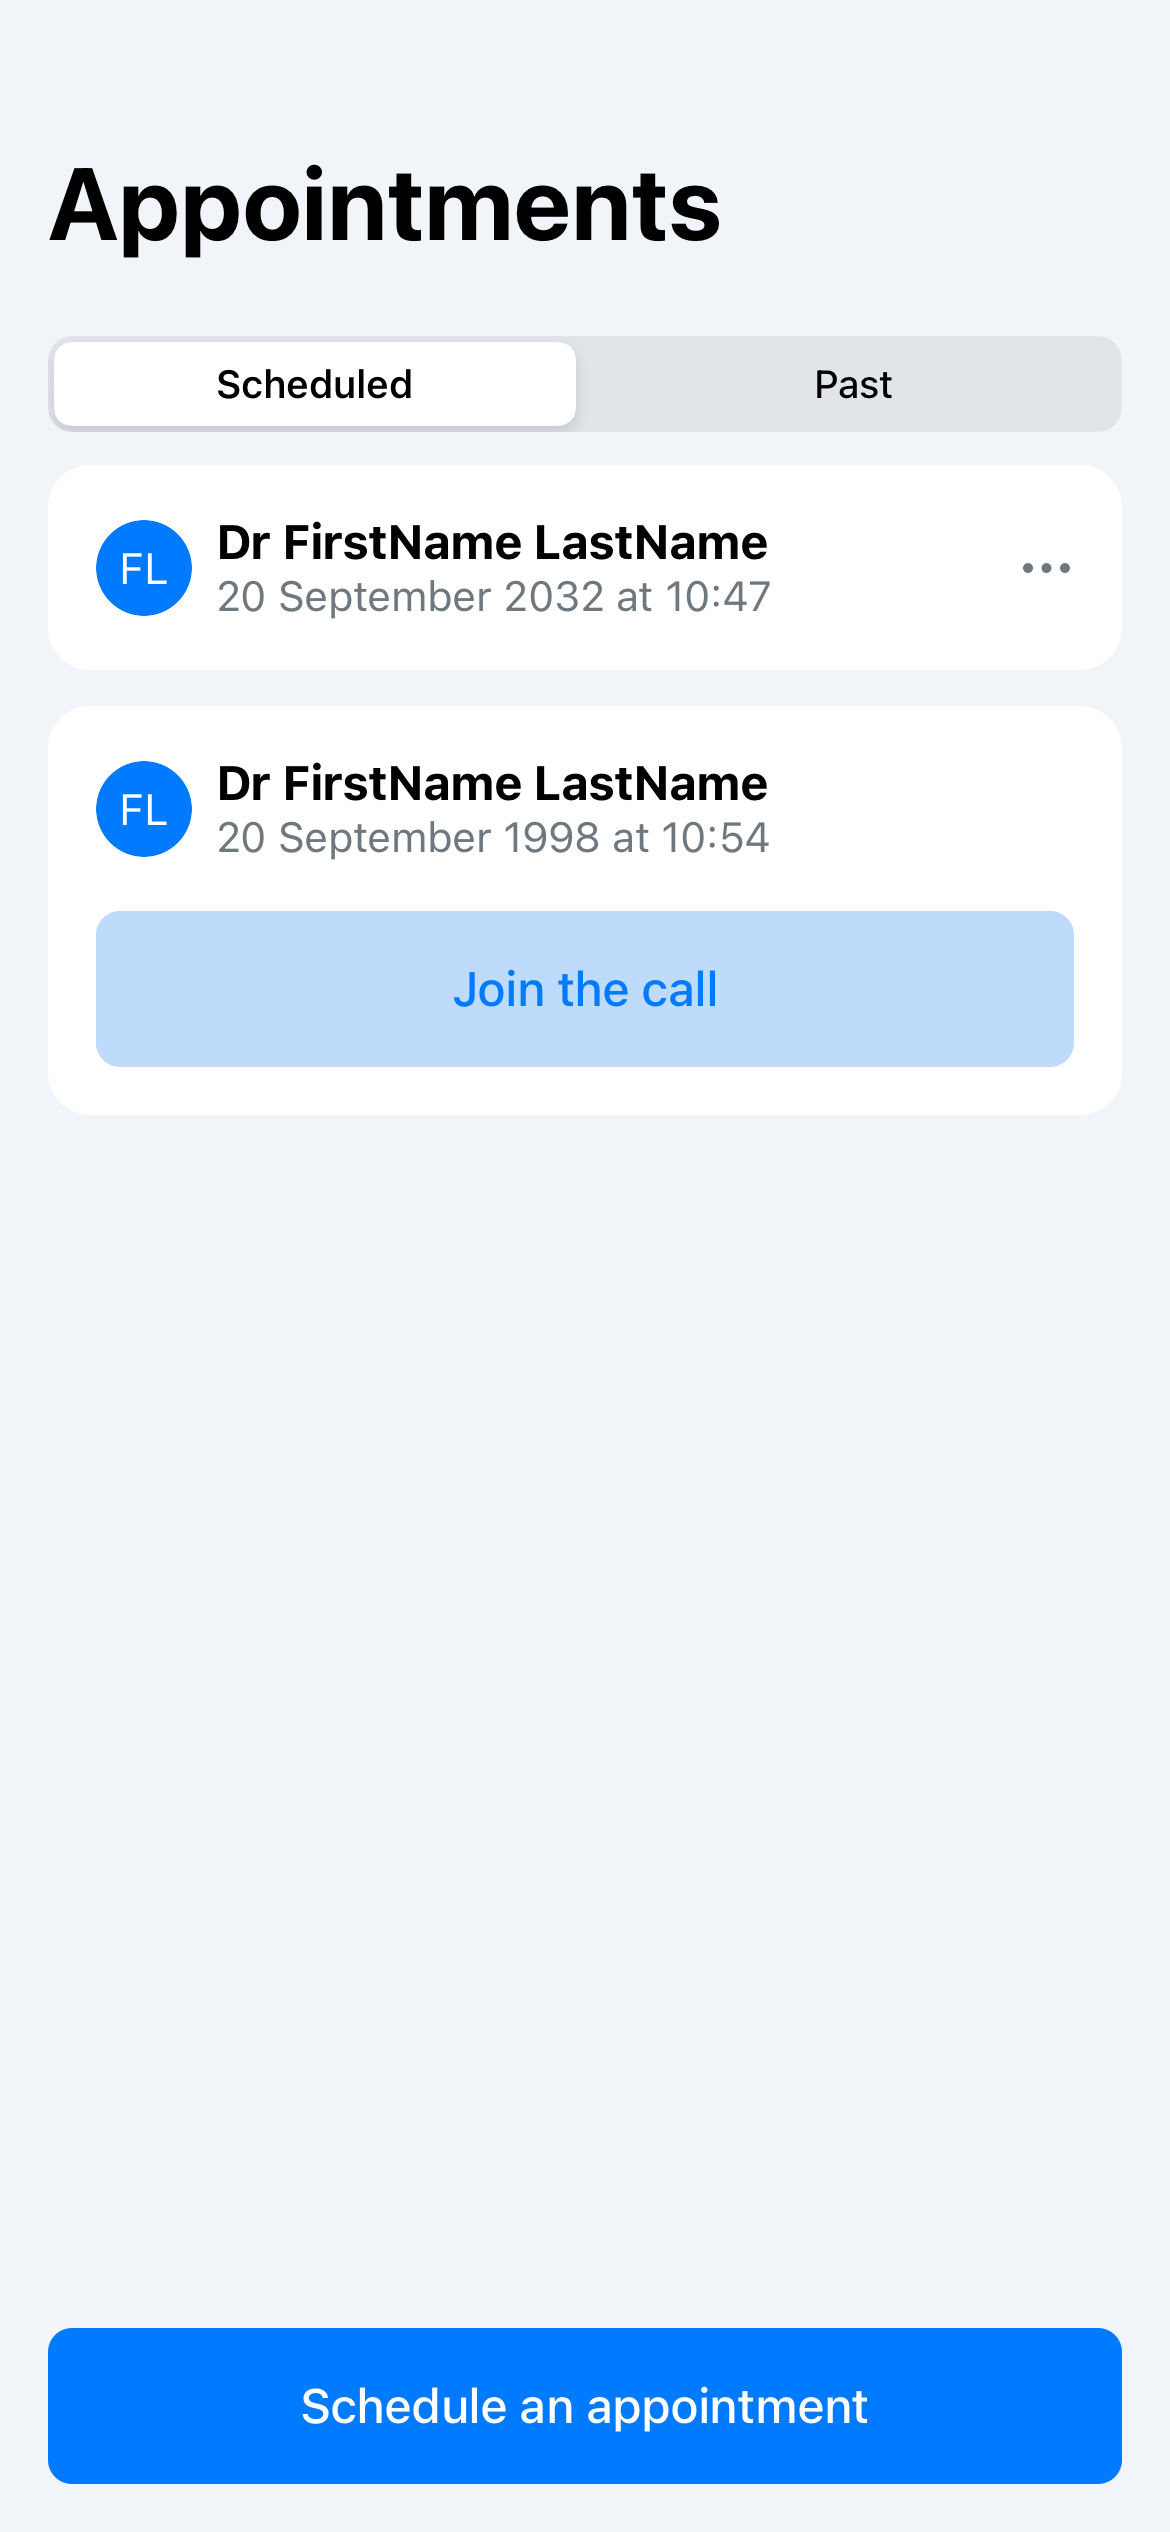 Appointments
Scheduled
Past
FL
Dr FirstName LastName
20 September 2032 at 10:47
FL
Dr FirstName LastName
20 September 1998 at 10:54
Join the call
Schedule an appointment